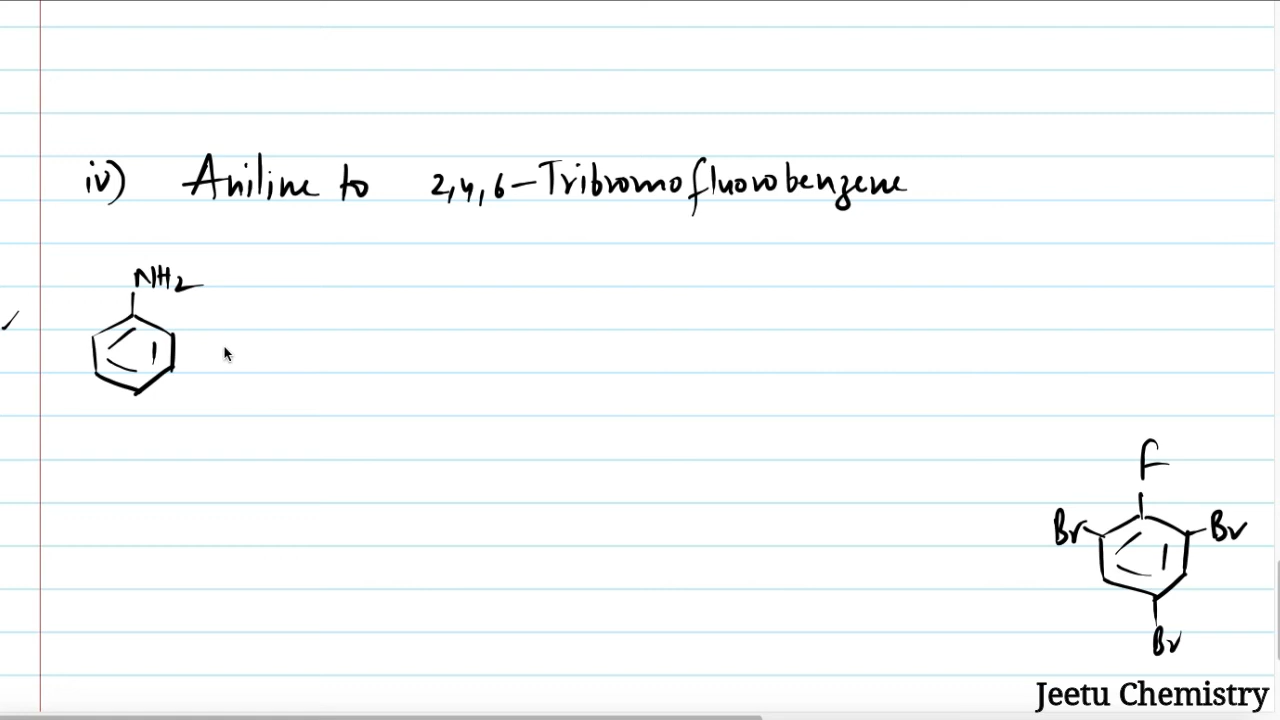 iv) Aniline to 2,4,6-Tribromofluorobenzene
NH2
F
Br Br
Br
Jeetu Chemistry